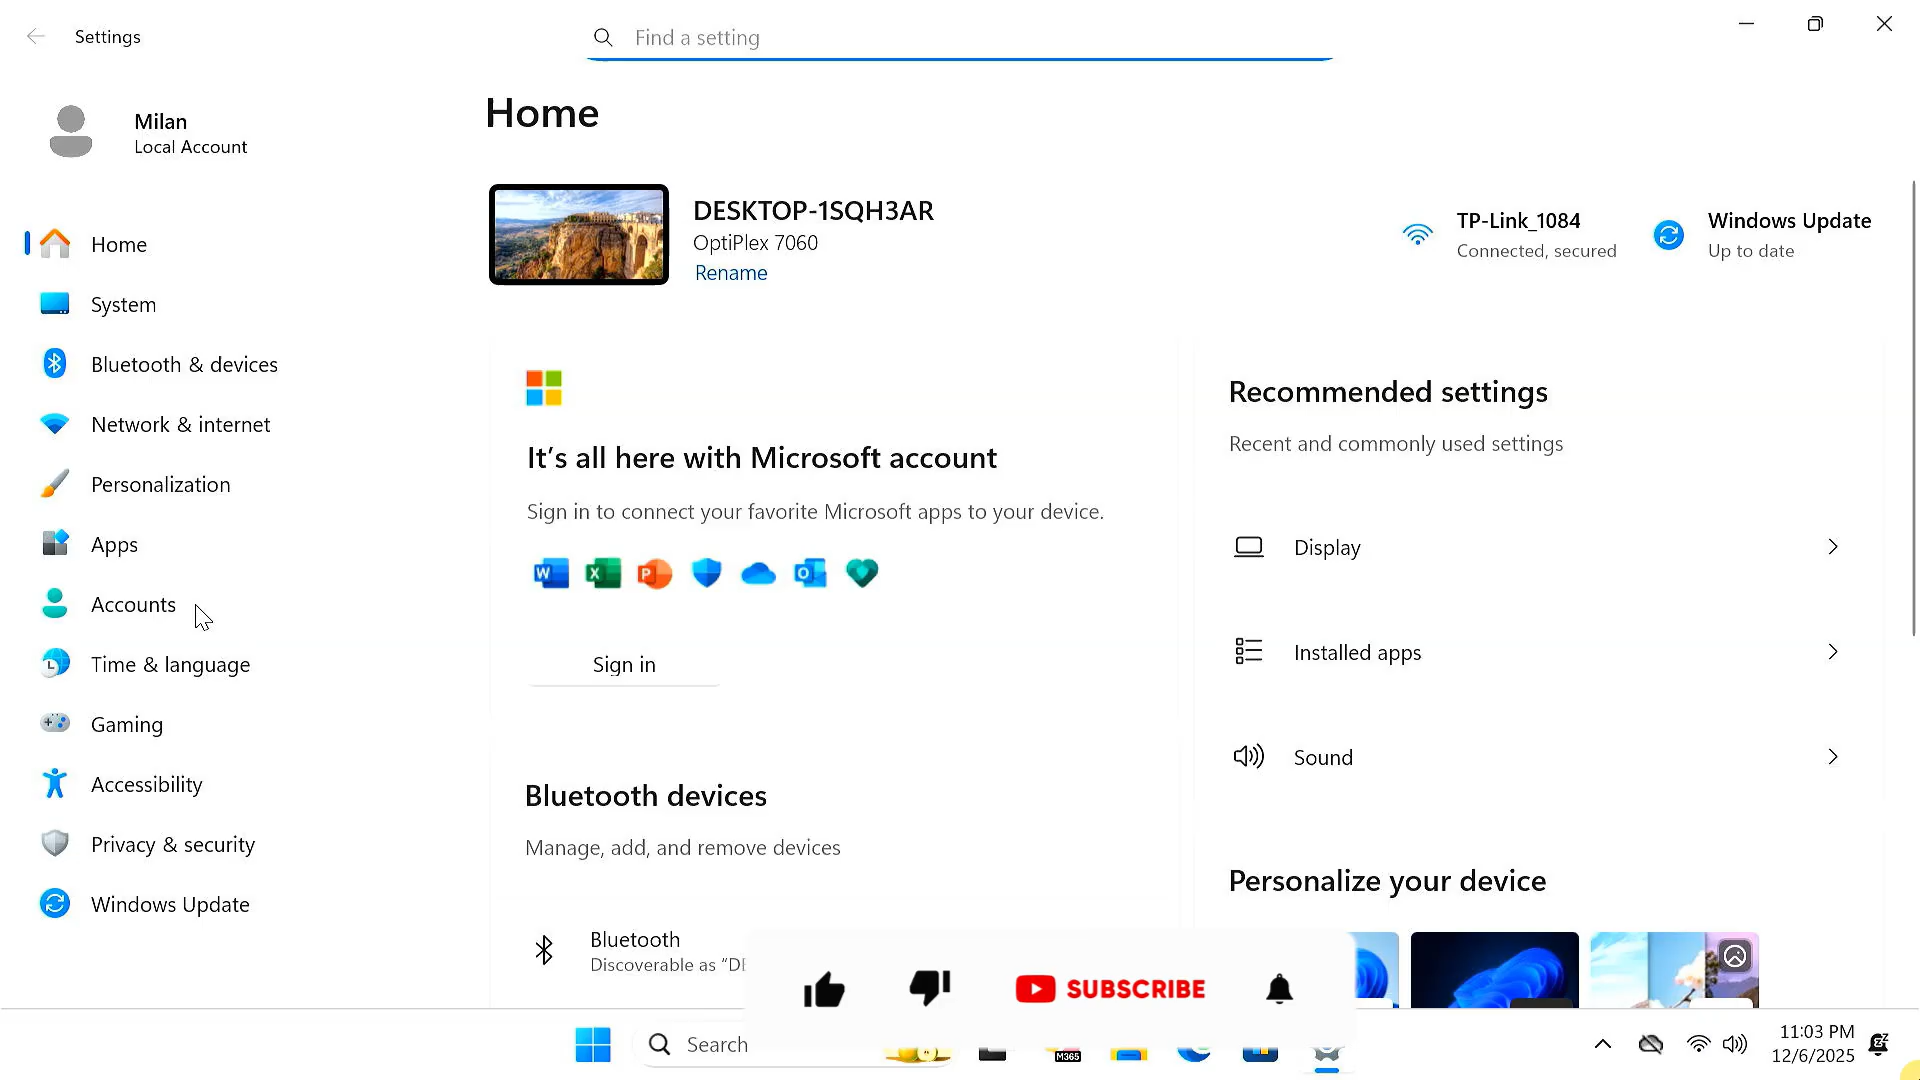 Settings
Find a setting
Milan
Local Account
Home
System
Bluetooth & devices
Network & internet
Personalization
Apps
Accounts
Time & language
Gaming
Accessibility
Privacy & security
Windows Update
Home
DESKTOP-1SQH3AR
OptiPlex 7060
Rename
TP-Link_1084
Connected, secured
Windows Update
Up to date
It's all here with Microsoft account
Sign in to connect your favorite Microsoft apps to your device.
Sign in
Bluetooth devices
Manage, add, and remove devices
Bluetooth
Discoverable as "DE
Recommended settings
Recent and commonly used settings
Display
Installed apps
Sound
Personalize your device
SUBSCRIBE
Search
M365
11:03 PM
12/6/2025